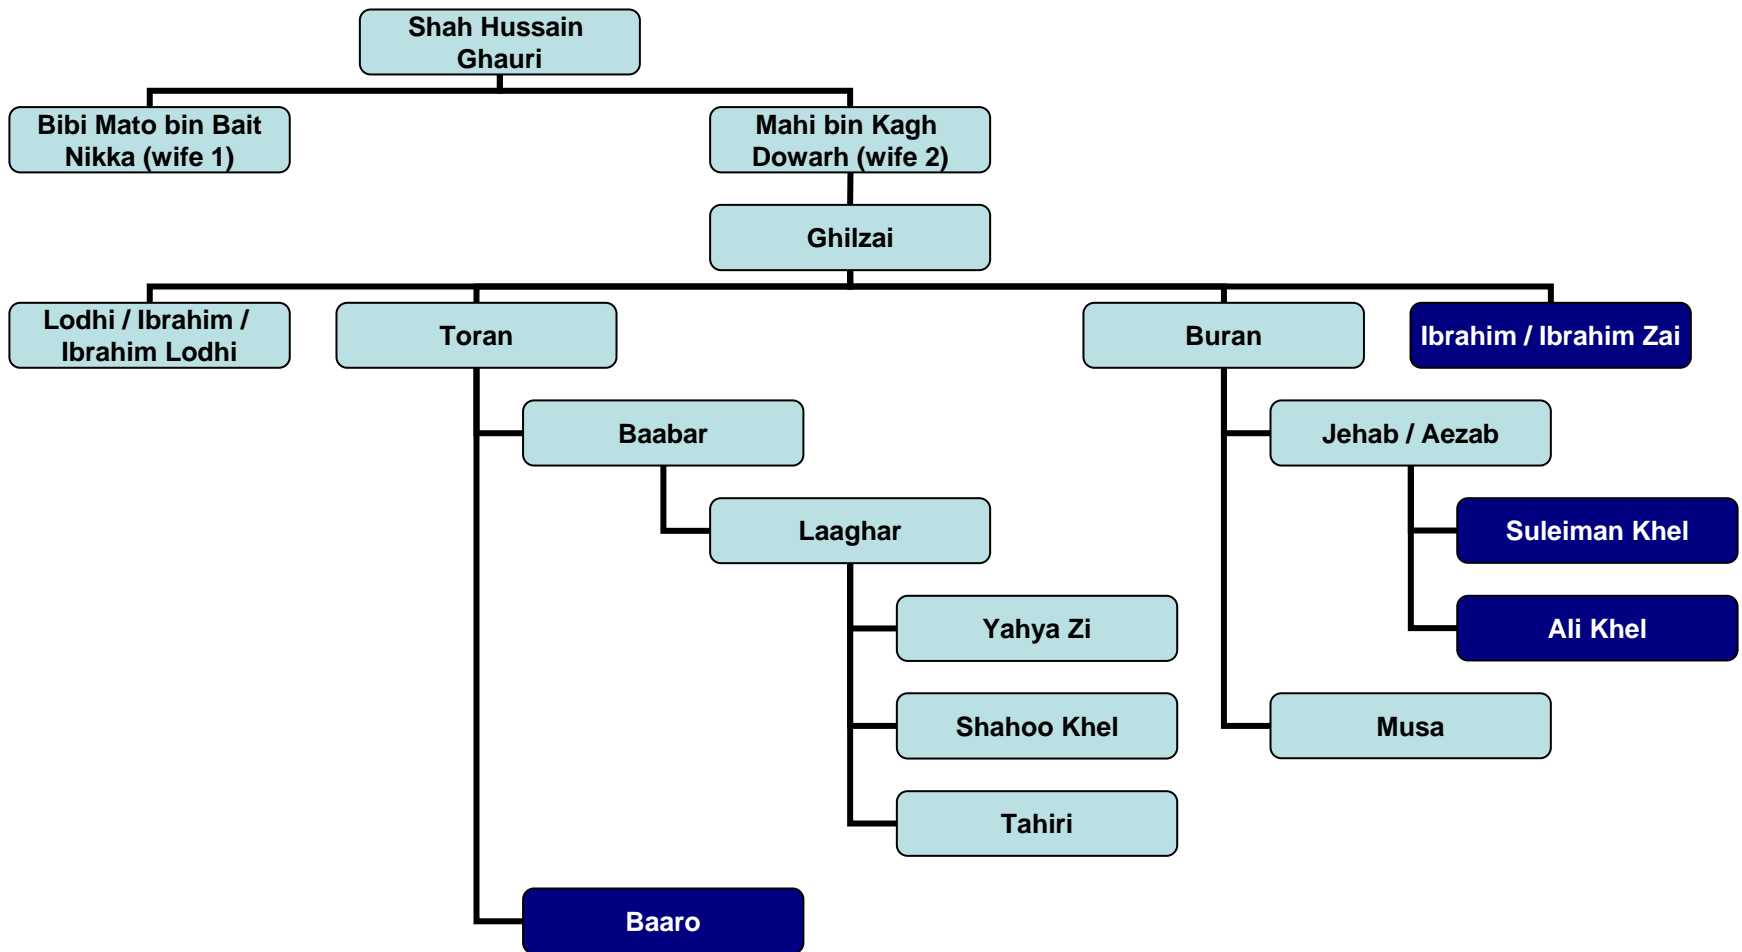 Shah Hussain
Ghauri
Bibi Mato bin Bait
Nikka (wife 1)
Mahi bin Kagh
Dowarh (wife 2)
Ghilzai
Lodhi / Ibrahim /
Ibrahim Lodhi
Toran
Buran
Ibrahim / Ibrahim Zai
Baabar
Jehab / Aezab
Laaghar
Suleiman Khel
Yahya Zi
Ali Khel
Shahoo Khel
Musa
Tahiri
Baaro